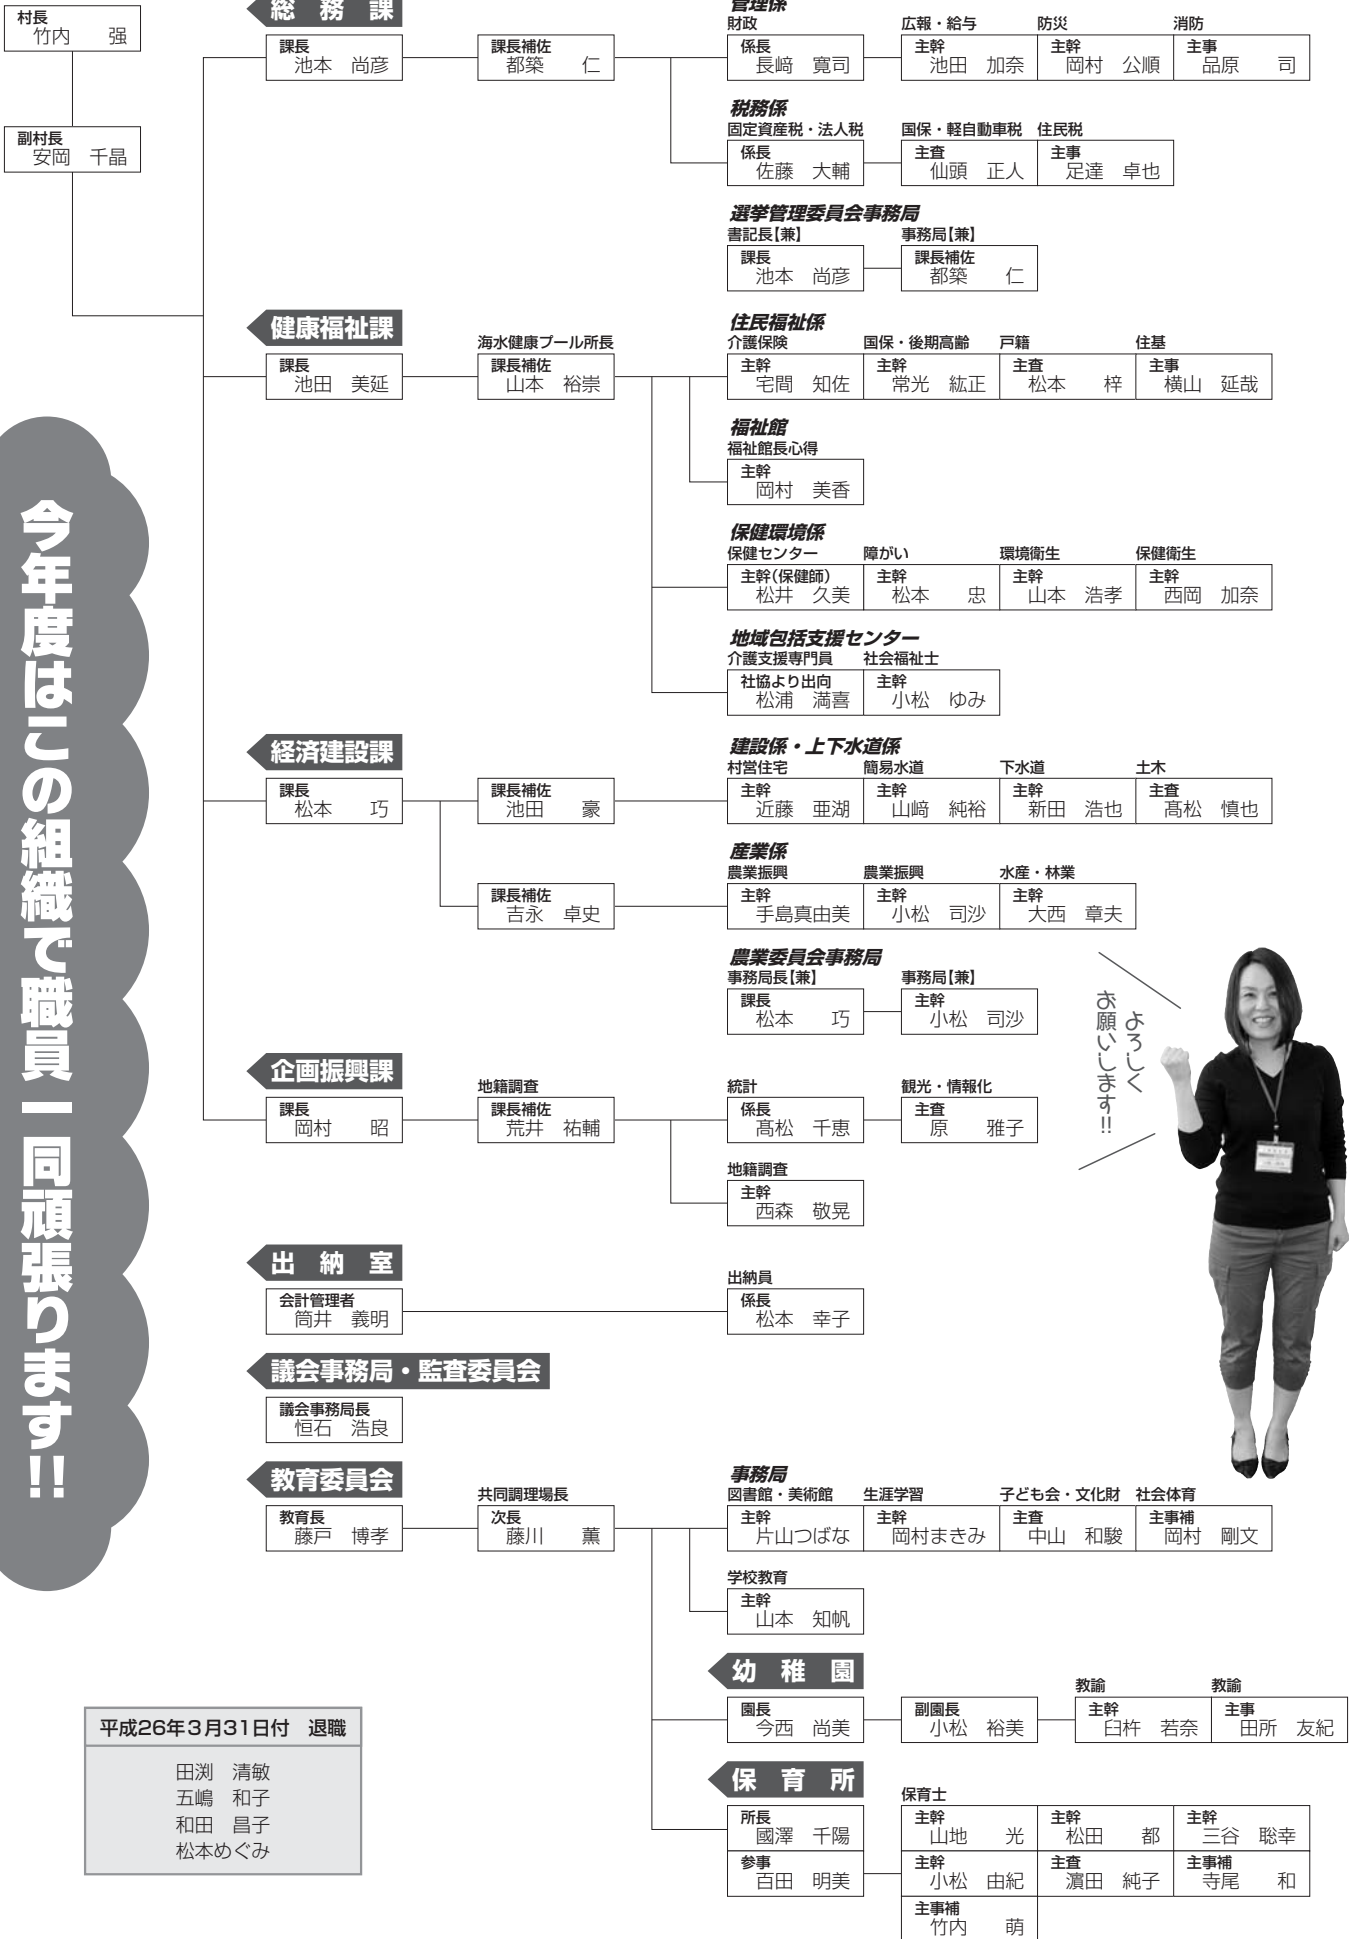 村長
竹内　強
副村長
安岡　千晶
総務課
課長
池本　尚彦
課長補佐
都築　仁
管理係
財政
係長
長﨑　寛司
広報・給与
主幹
池田　加奈
防災
主幹
岡村　公順
消防
主事
品原　司
税務係
固定資産税・法人税
係長
佐藤　大輔
国保・軽自動車税
主査
仙頭　正人
住民税
主事
足達　卓也
選挙管理委員会事務局
書記長【兼】
課長
池本　尚彦
事務局【兼】
課長補佐
都築　仁
健康福祉課
課長
池田　美延
海水健康プール所長
課長補佐
山本　裕崇
住民福祉係
介護保険
主幹
宅間　知佐
国保・後期高齢
主幹
常光　紘正
戸籍
主査
松本　梓
住基
主事
横山　延哉
福祉館
福祉館長心得
主幹
岡村　美香
保健環境係
保健センター
主幹（保健師）
松井　久美
障がい
主幹
松本　忠
環境衛生
主幹
山本　浩孝
保健衛生
主幹
西岡　加奈
地域包括支援センター
介護支援専門員
社協より出向
松浦　満喜
社会福祉士
主幹
小松　ゆみ
経済建設課
課長
松本　巧
課長補佐
池田　豪
建設係・上下水道係
村営住宅
主幹
近藤　亜湖
簡易水道
主幹
山﨑　純裕
下水道
主幹
新田　浩也
土木
主査
髙松　慎也
課長補佐
吉永　卓史
産業係
農業振興
主幹
手島真由美
農業振興
主幹
小松　司沙
水産・林業
主幹
大西　章夫
農業委員会事務局
事務局長【兼】
課長
松本　巧
事務局【兼】
主幹
小松　司沙
企画振興課
課長
岡村　昭
地籍調査
課長補佐
荒井　祐輔
統計
係長
髙松　千恵
観光・情報化
主査
原　雅子
地籍調査
主幹
西森　敬晃
出納室
会計管理者
筒井　義明
出納員
係長
松本　幸子
議会事務局・監査委員会
議会事務局長
恒石　浩良
教育委員会
教育長
藤戸　博孝
共同調理場長
次長
藤川　薫
事務局
図書館・美術館
主幹
片山つばな
生涯学習
主幹
岡村まきみ
子ども会・文化財
主査
中山　和駿
社会体育
主事補
岡村　剛文
学校教育
主幹
山本　知帆
幼稚園
園長
今西　尚美
副園長
小松　裕美
教諭
主幹
臼杵　若奈
教諭
主事
田所　友紀
保育所
所長
國澤　千陽
参事
百田　明美
保育士
主幹
山地　光
主幹
松田　都
主幹
三谷　聡幸
主幹
小松　由紀
主査
濵田　純子
主事補
寺尾　和
主事補
竹内　萌
今年度はこの組織で職員一同頑張ります!!
よろしく
お願いします!!
平成26年3月31日付　退職
田渕　清敏
五嶋　和子
和田　昌子
松本めぐみ